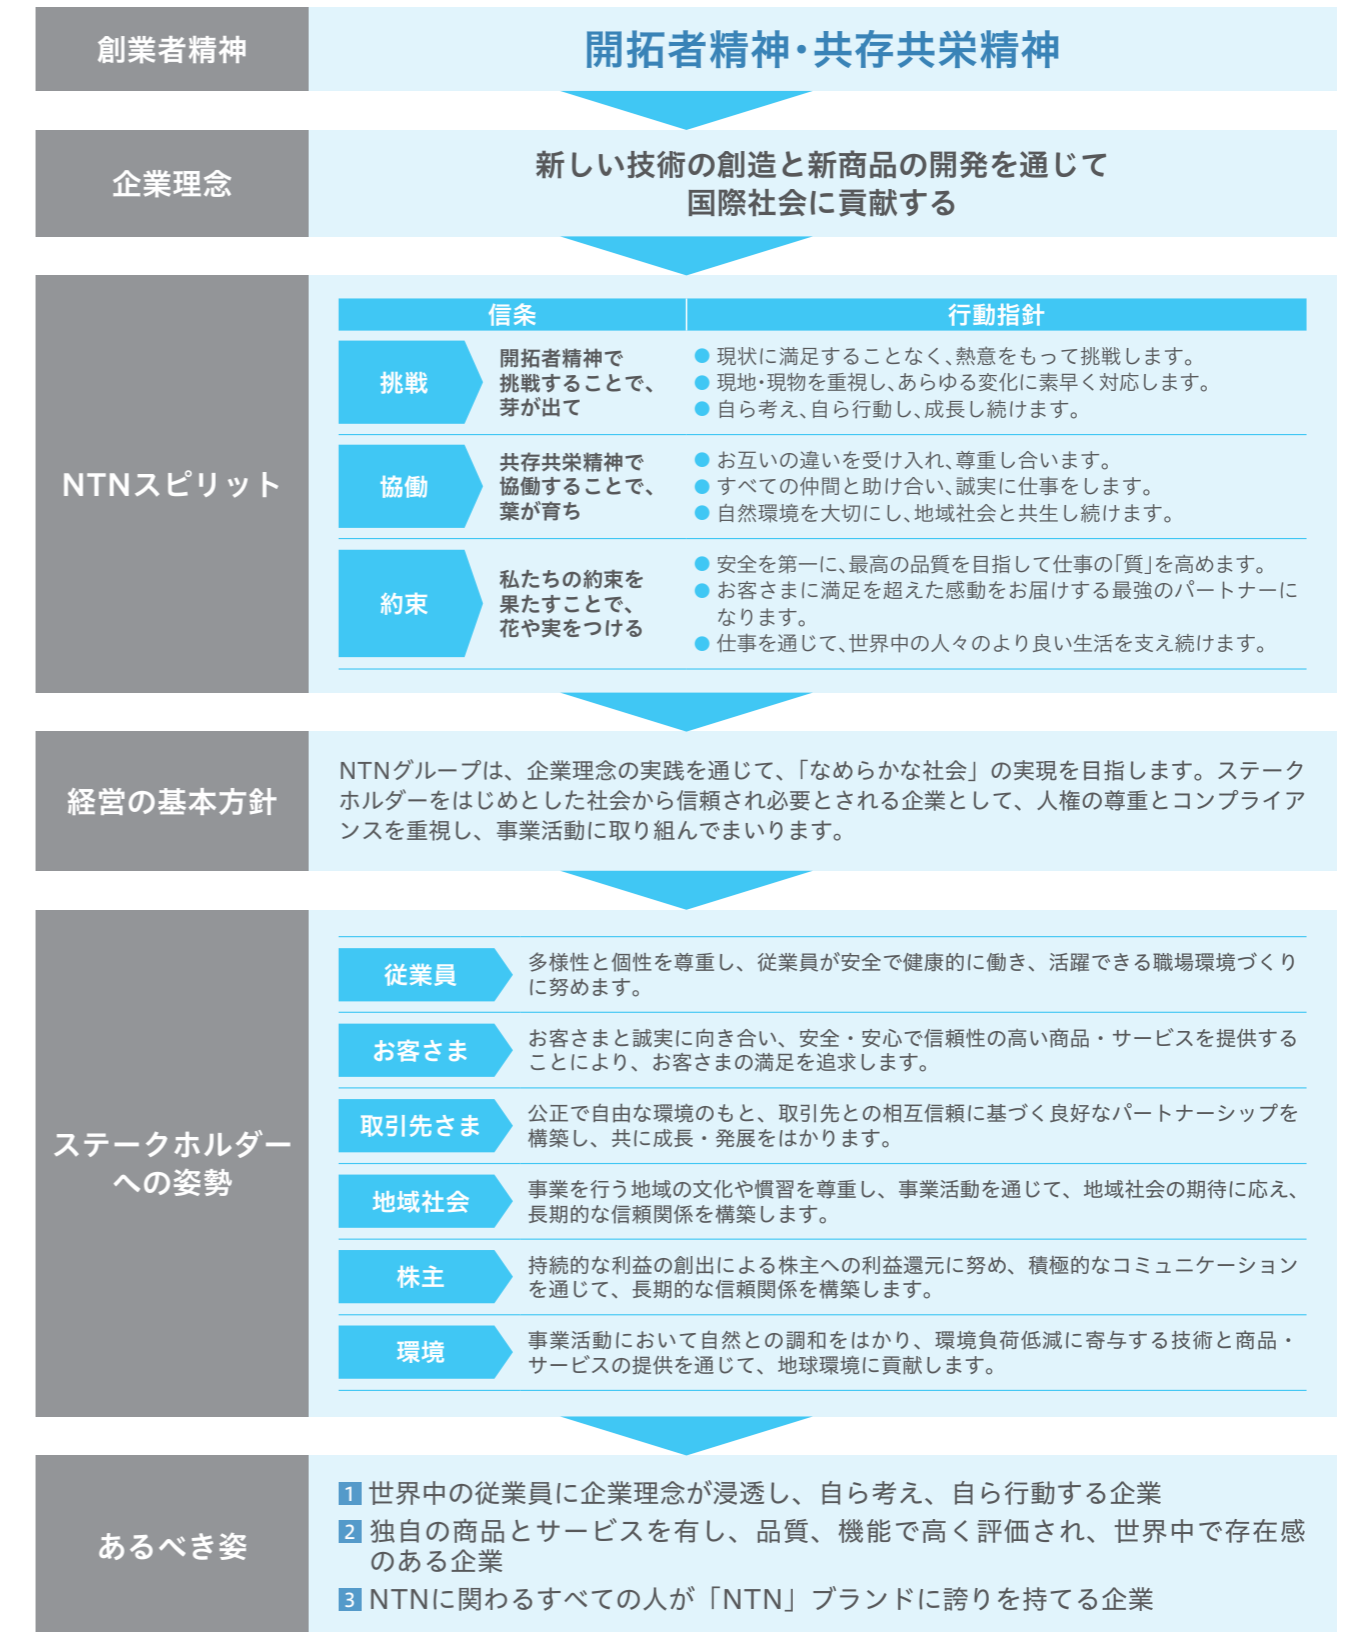 創業者精神
開拓者精神・共存共栄精神
企業理念
新しい技術の創造と新商品の開発を通じて
国際社会に貢献する
NTNスピリット
信条
行動指針
挑戦
開拓者精神で
挑戦することで、
芽が出て
● 現状に満足することなく、熱意をもって挑戦します。
● 現地・現物を重視し、あらゆる変化に素早く対応します。
● 自ら考え、自ら行動し、成長し続けます。
協働
共存共栄精神で
協働することで、
葉が育ち
● お互いの違いを受け入れ、尊重し合います。
● すべての仲間と助け合い、誠実に仕事をします。
● 自然環境を大切にし、地域社会と共生し続けます。
約束
私たちの約束を
果たすことで、
花や実をつける
● 安全を第一に、最高の品質を目指して仕事の「質」を高めます。
● お客さまに満足を超えた感動をお届けする最強のパートナーに
なります。
● 仕事を通じて、世界中の人々のより良い生活を支え続けます。
経営の基本方針
NTNグループは、企業理念の実践を通じて、「なめらかな社会」の実現を目指します。ステーク
ホルダーをはじめとした社会から信頼され必要とされる企業として、人権の尊重とコンプライア
ンスを重視し、事業活動に取り組んでまいります。
ステークホルダー
への姿勢
従業員
多様性と個性を尊重し、従業員が安全で健康的に働き、活躍できる職場環境づくり
に努めます。
お客さま
お客さまと誠実に向き合い、安全・安心で信頼性の高い商品・サービスを提供する
ことにより、お客さまの満足を追求します。
取引先さま
公正で自由な環境のもと、取引先との相互信頼に基づく良好なパートナーシップを
構築し、共に成長・発展をはかります。
地域社会
事業を行う地域の文化や慣習を尊重し、事業活動を通じて、地域社会の期待に応え、
長期的な信頼関係を構築します。
株主
持続的な利益の創出による株主への利益還元に努め、積極的なコミュニケーション
を通じて、長期的な信頼関係を構築します。
環境
事業活動において自然との調和をはかり、環境負荷低減に寄与する技術と商品・
サービスの提供を通じて、地球環境に貢献します。
あるべき姿
1 世界中の従業員に企業理念が浸透し、自ら考え、自ら行動する企業
2 独自の商品とサービスを有し、品質、機能で高く評価され、世界中で存在感
のある企業
3 NTNに関わるすべての人が「NTN」ブランドに誇りを持てる企業